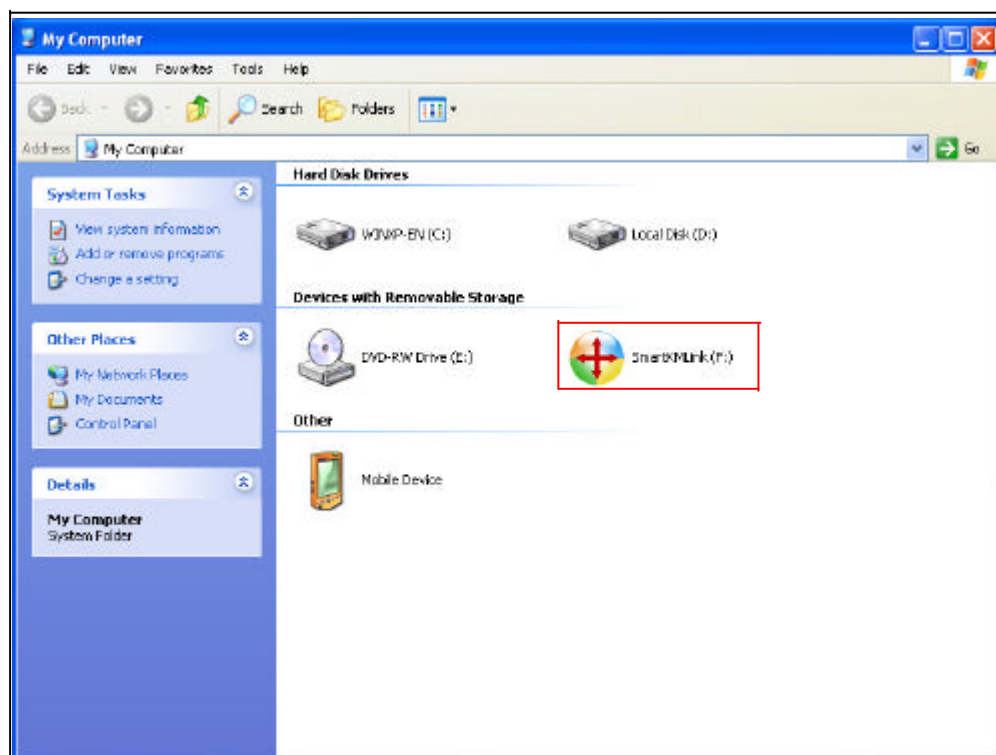 My Computer
File Edit View Favorites Tools Help
Back Search Folders
Address My Computer Go
System Tasks
View system information
Add or remove programs
Change a setting
Other Places
My Network Places
My Documents
Control Panel
Details
My Computer
System Folder
Hard Disk Drives
WINXP-EN (C:) Local Disk (D:)
Devices with Removable Storage
DVD-RW Drive (E:) SmartKMLink (F:)
Other
Mobile Device